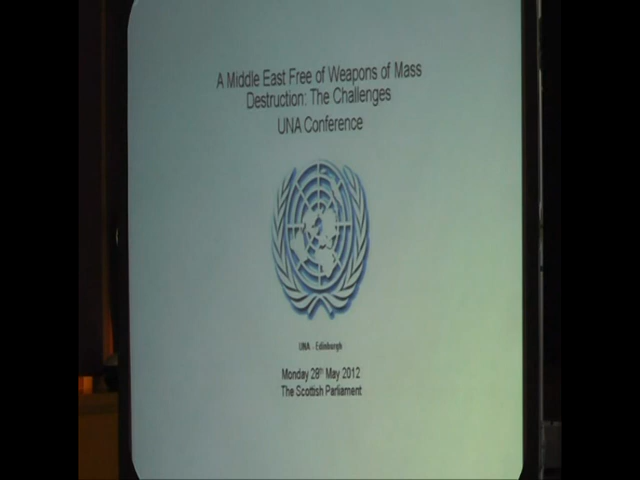 A Middle East Free of Weapons of Mass
Destruction: The Challenges
UNA Conference
UNA - Edinburgh
Monday 28th May 2012
The Scottish Parliament